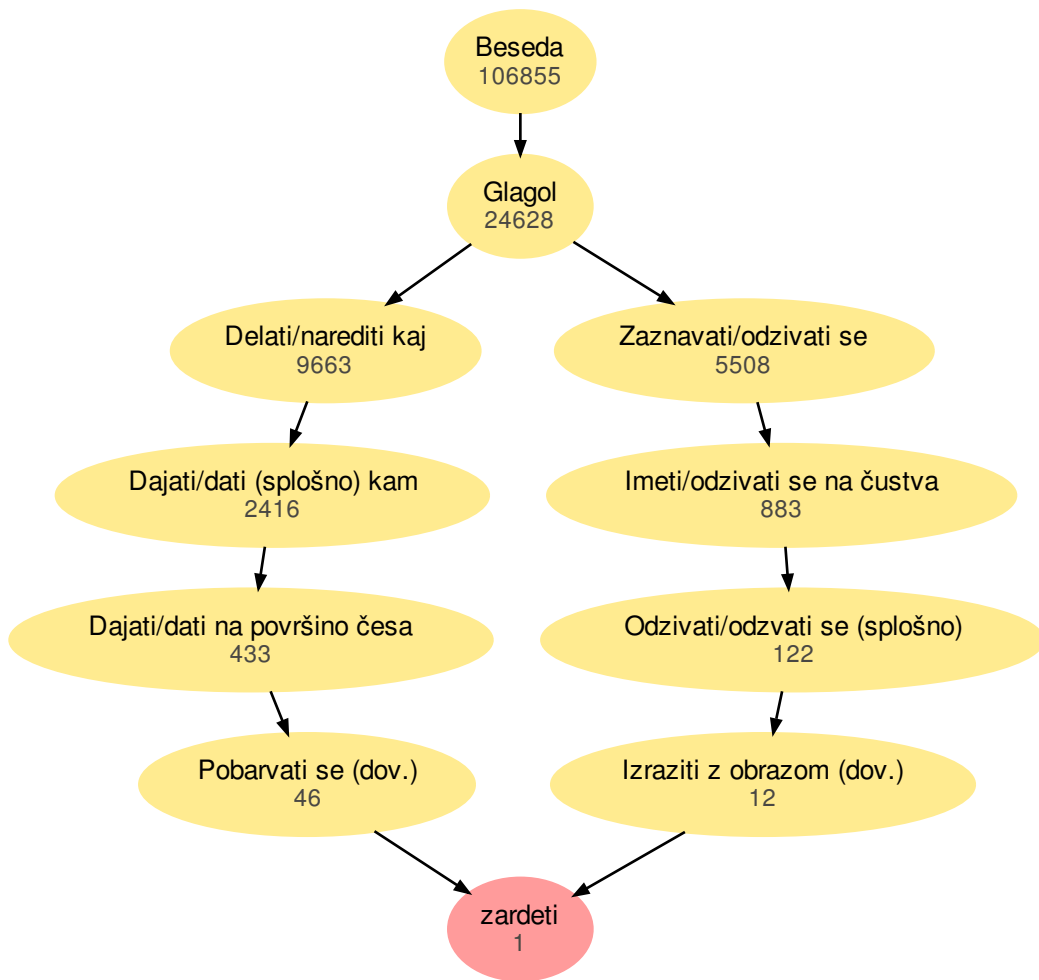 Beseda
106855
Glagol
24628
Delati/narediti kaj
9663
Zaznavati/odzivati se
5508
Dajati/dati (splošno) kam
2416
Imeti/odzivati se na čustva
883
Dajati/dati na površino česa
433
Odzivati/odzvati se (splošno)
122
Pobarvati se (dov.)
46
Izraziti z obrazom (dov.)
12
zardeti
1